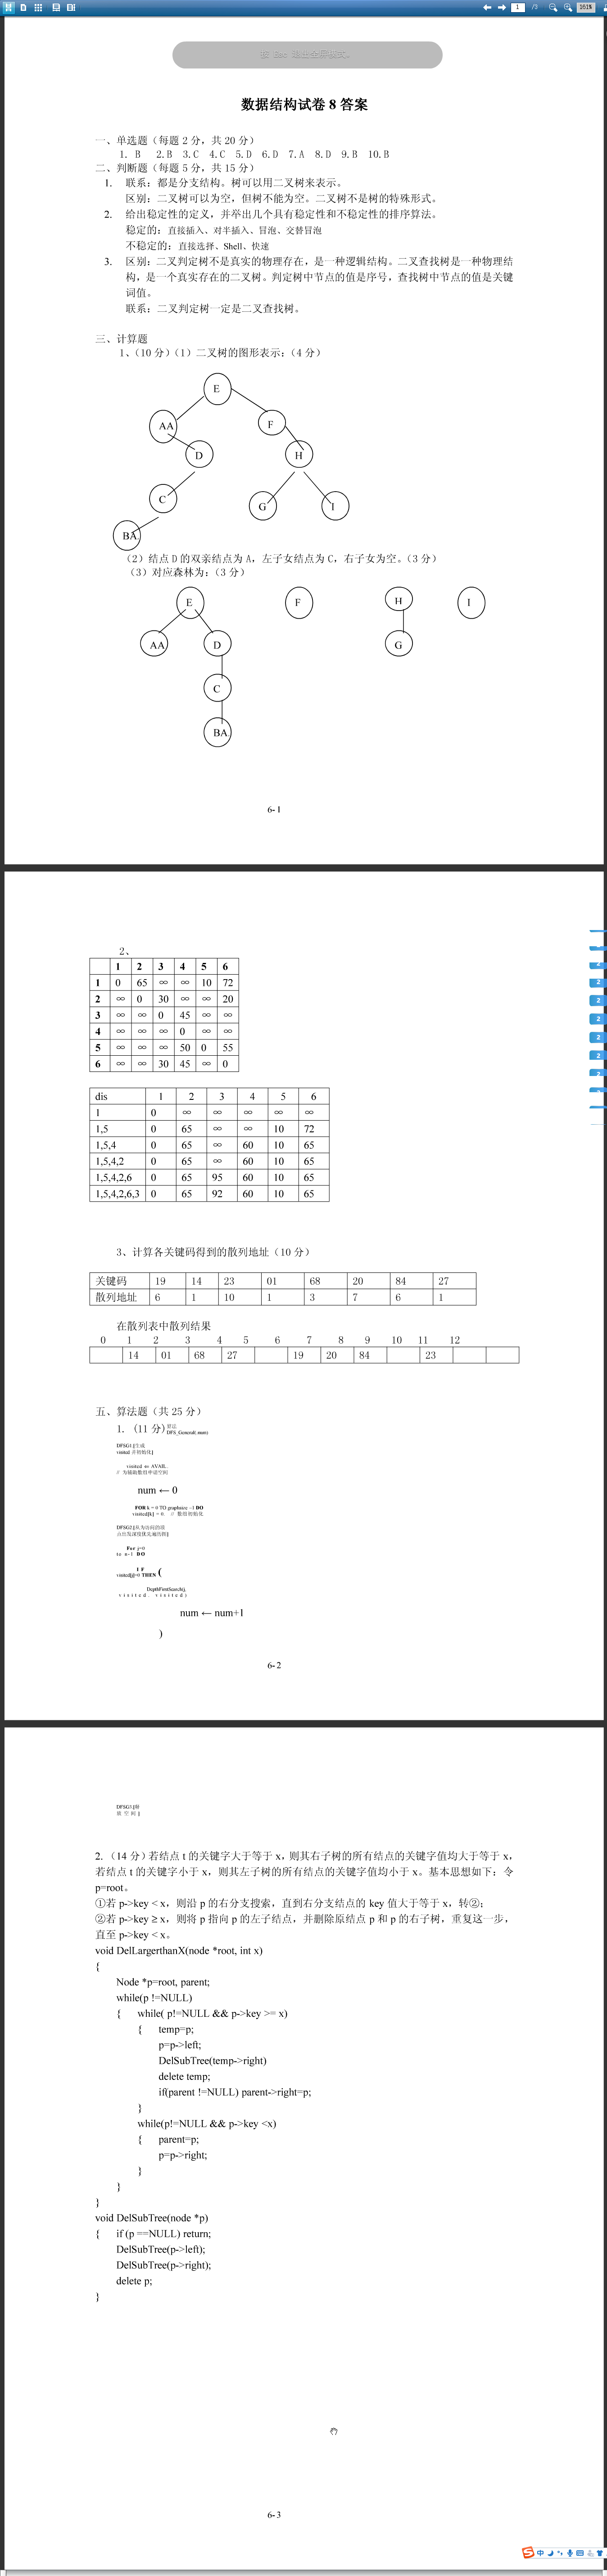 1 /3 161%
按 Esc 退出全屏模式。
数据结构试卷 8 答案
一、单选题（每题 2 分，共 20 分）
1. B 2.B 3.C 4.C 5.D 6.D 7.A 8.D 9.B 10.B
二、判断题（每题 5 分，共 15 分）
1. 联系：都是分支结构。树可以用二叉树来表示。
区别：二叉树可以为空，但树不能为空。二叉树不是树的特殊形式。
2. 给出稳定性的定义，并举出几个具有稳定性和不稳定性的排序算法。
稳定的：直接插入、对半插入、冒泡、交替冒泡
不稳定的：直接选择、Shell、快速
3. 区别：二叉判定树不是真实的物理存在，是一种逻辑结构。二叉查找树是一种物理结
构，是一个真实存在的二叉树。判定树中节点的值是序号，查找树中节点的值是关键
词值。
联系：二叉判定树一定是二叉查找树。
三、计算题
1、（10 分）（1）二叉树的图形表示：（4 分）
E
AA F
D H
C G I
BA.
（2）结点 D 的双亲结点为 A，左子女结点为 C，右子女为空。（3 分）
（3）对应森林为：（3 分）
E F H I
AA D G
C
BA.
6-1
2、
1 2 3 4 5 6
1 0 65 ∞ ∞ 10 72
2 ∞ 0 30 ∞ ∞ 20
3 ∞ ∞ 0 45 ∞ ∞
4 ∞ ∞ ∞ 0 ∞ ∞
5 ∞ ∞ ∞ 50 0 55
6 ∞ ∞ 30 45 ∞ 0
dis 1 2 3 4 5 6
1 0 ∞ ∞ ∞ ∞ ∞
1,5 0 65 ∞ ∞ 10 72
1,5,4 0 65 ∞ 60 10 65
1,5,4,2 0 65 ∞ 60 10 65
1,5,4,2,6 0 65 95 60 10 65
1,5,4,2,6,3 0 65 92 60 10 65
3、计算各关键码得到的散列地址（10 分）
关键码 19 14 23 01 68 20 84 27
散列地址 6 1 10 1 3 7 6 1
在散列表中散列结果
0 1 2 3 4 5 6 7 8 9 10 11 12
14 01 68 27 19 20 84 23
五、算法题（共 25 分）
1. (11 分) 算法
DFS_General(.num)
DFSG1 [生成
visited 并初始化]
visited ⇐ AVAIL.
// 为辅助数组申请空间
num ← 0
FOR k = 0 TO graphsize –1 DO
visited[k] = 0. // 数组初始化
For j=0
to n–1 DO
IF
visited[j]=0 THEN (
DepthFirstSearch(j,
visited. visited)
num ← num+1
)
6-2
2. （14 分）若结点 t 的关键字大于等于 x，则其右子树的所有结点的关键字值均大于等于 x，
若结点 t 的关键字小于 x，则其左子树的所有结点的关键字值均小于 x。基本思想如下：令
p=root。
①若 p->key < x，则沿 p 的右分支搜索，直到右分支结点的 key 值大于等于 x，转②；
②若 p->key ≥ x，则将 p 指向 p 的左子结点，并删除原结点 p 和 p 的右子树，重复这一步，
直至 p->key < x。
void DelLargerthanX(node *root, int x)
{
Node *p=root, parent;
while(p !=NULL)
{ while( p!=NULL && p->key >= x)
{ temp=p;
p=p->left;
DelSubTree(temp->right)
delete temp;
if(parent !=NULL) parent->right=p;
}
while(p!=NULL && p->key <x)
{ parent=p;
p=p->right;
}
}
}
void DelSubTree(node *p)
{ if (p ==NULL) return;
DelSubTree(p->left);
DelSubTree(p->right);
delete p;
}
6-3
中